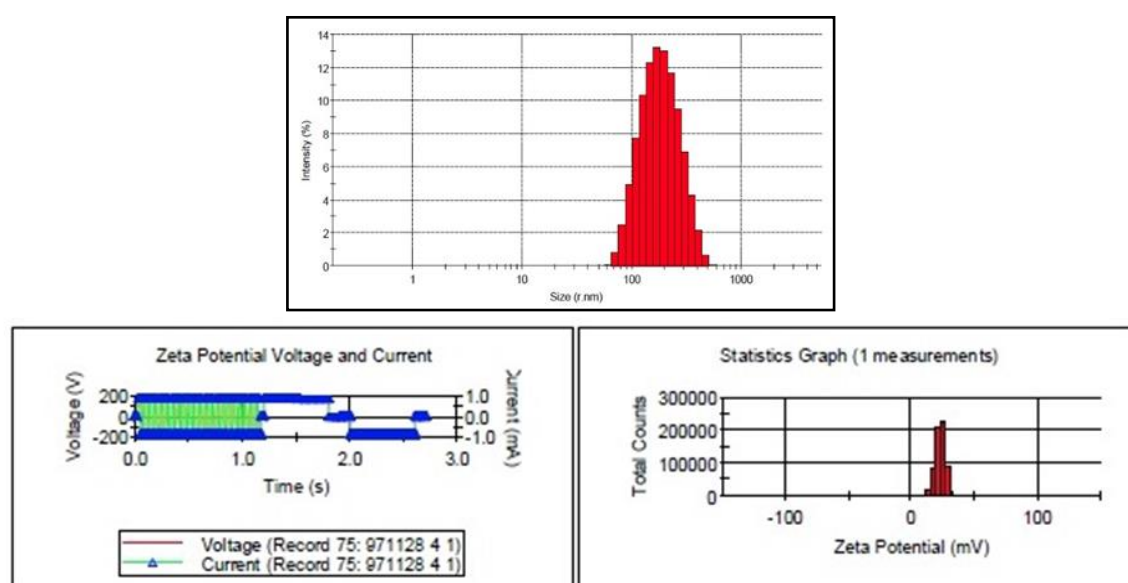 14
12
10
8
6
4
2
0
Intensity (%)
1 10 100 1000
Size (r.nm)
Zeta Potential Voltage and Current
Voltage (V)
200
0
-200
1.0
0.0
-1.0
Current (mA)
0.0 1.0 2.0 3.0
Time (s)
Voltage (Record 75: 971128 4 1)
Current (Record 75: 971128 4 1)
Statistics Graph (1 measurements)
Total Counts
300000
200000
100000
0
-100 0 100
Zeta Potential (mV)